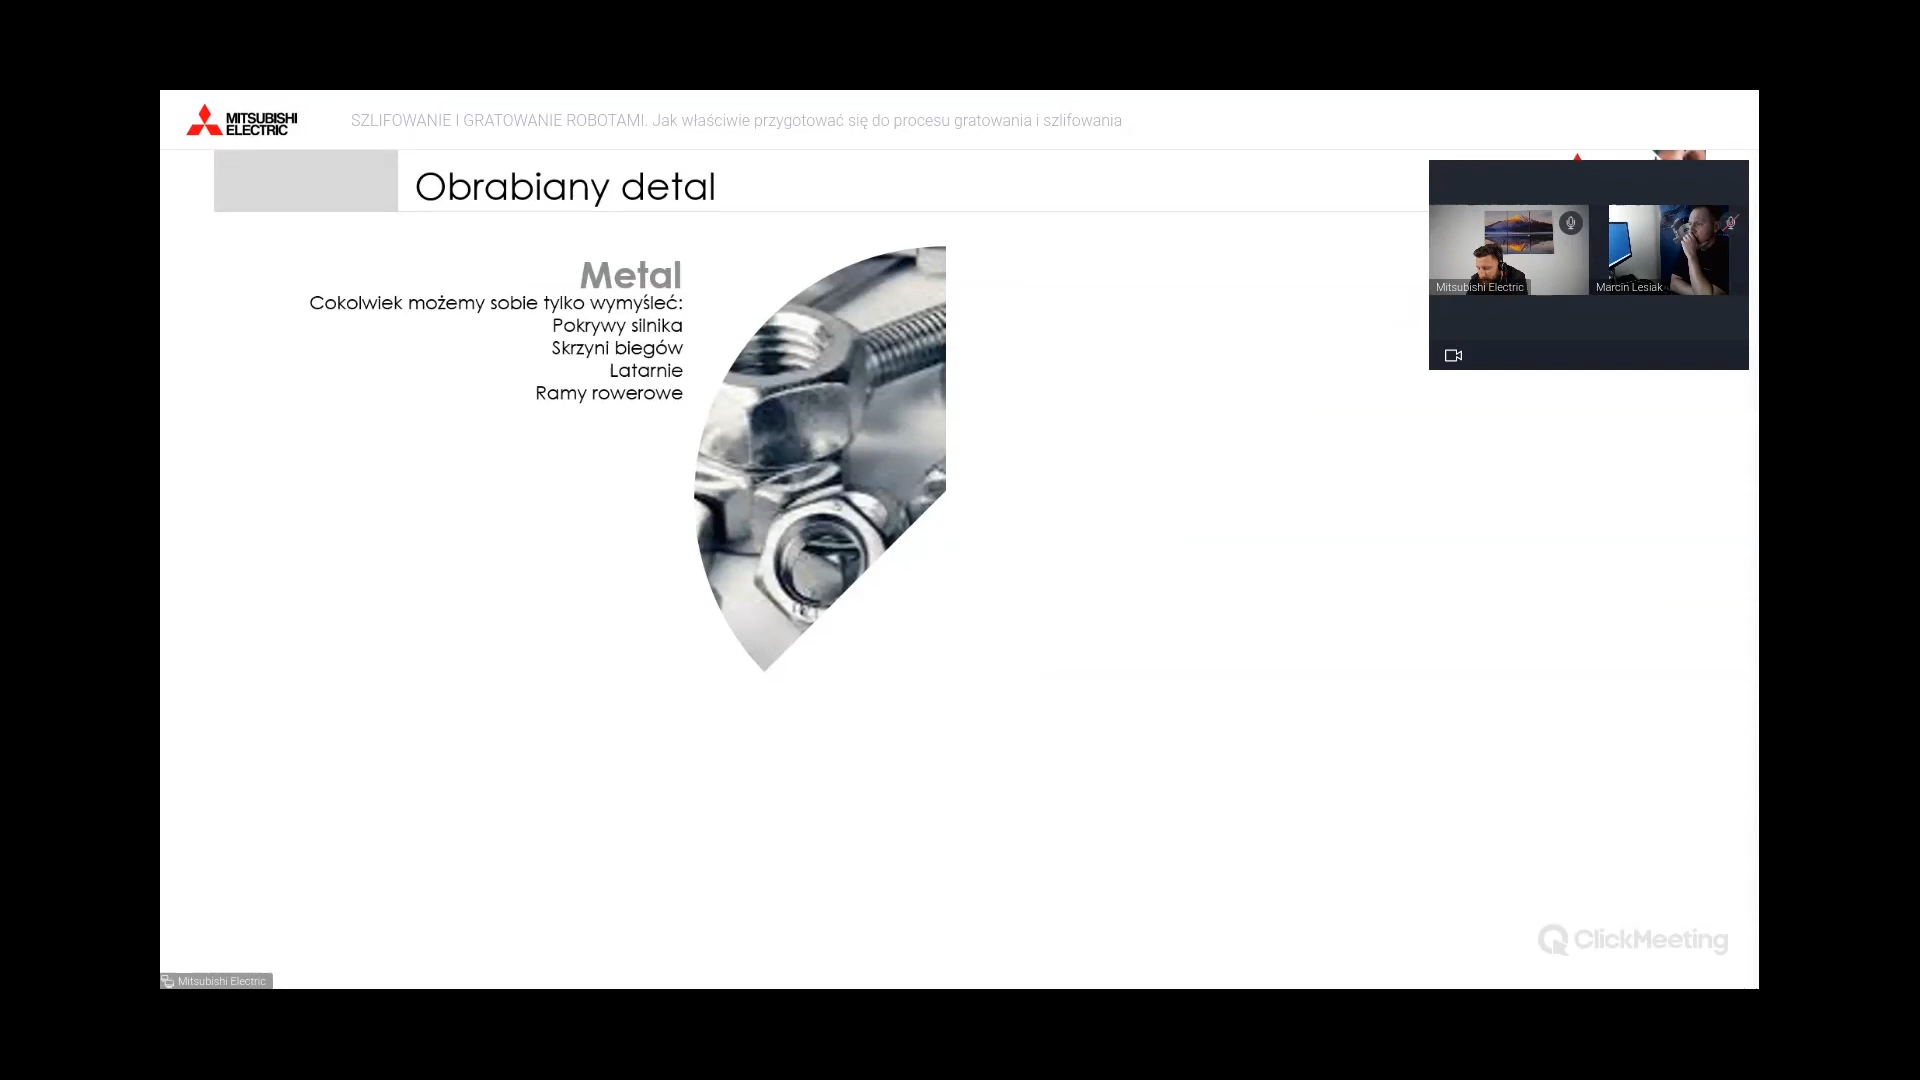 MITSUBISHI
ELECTRIC
SZLIFOWANIE I GRATOWANIE ROBOTAMI. Jak właściwie przygotować się do procesu gratowania i szlifowania
Obrabiany detal
Metal
Cokolwiek możemy sobie tylko wymyśleć:
Pokrywy silnika
Skrzyni biegów
Latarnie
Ramy rowerowe
Mitsubishi Electric
Marcin Lesiak
ClickMeeting
Mitsubishi Electric